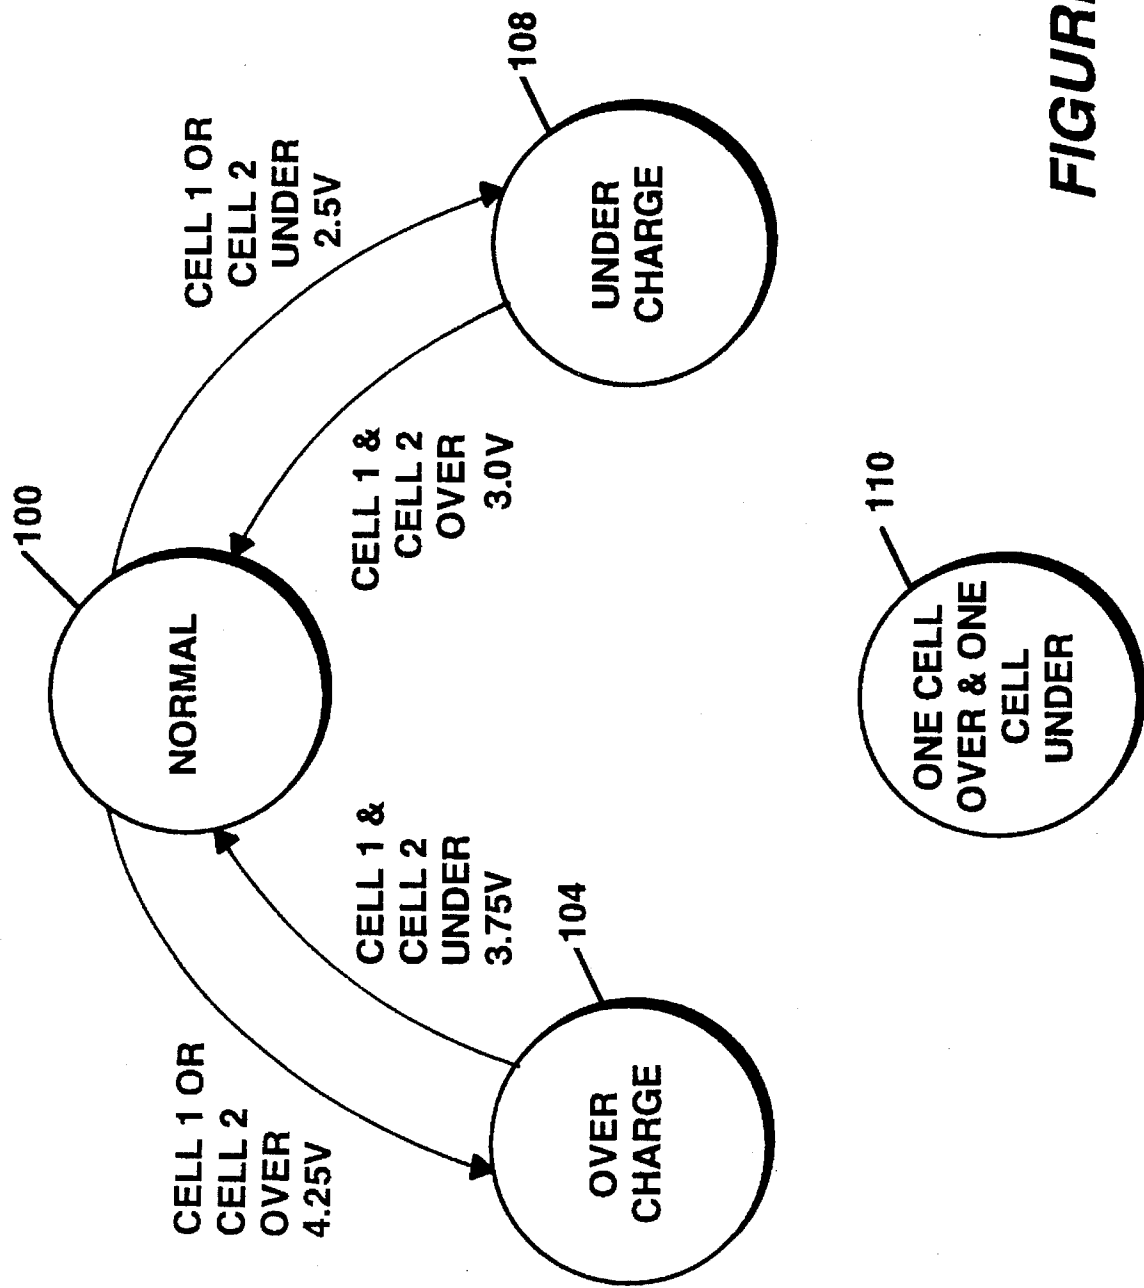 100
NORMAL
CELL 1 OR
CELL 2
OVER
4.25V
CELL 1 &
CELL 2
UNDER
3.75V
CELL 1 &
CELL 2
OVER
3.0V
CELL 1 OR
CELL 2
UNDER
2.5V
104
OVER
CHARGE
108
UNDER
CHARGE
110
ONE CELL
OVER & ONE
CELL
UNDER